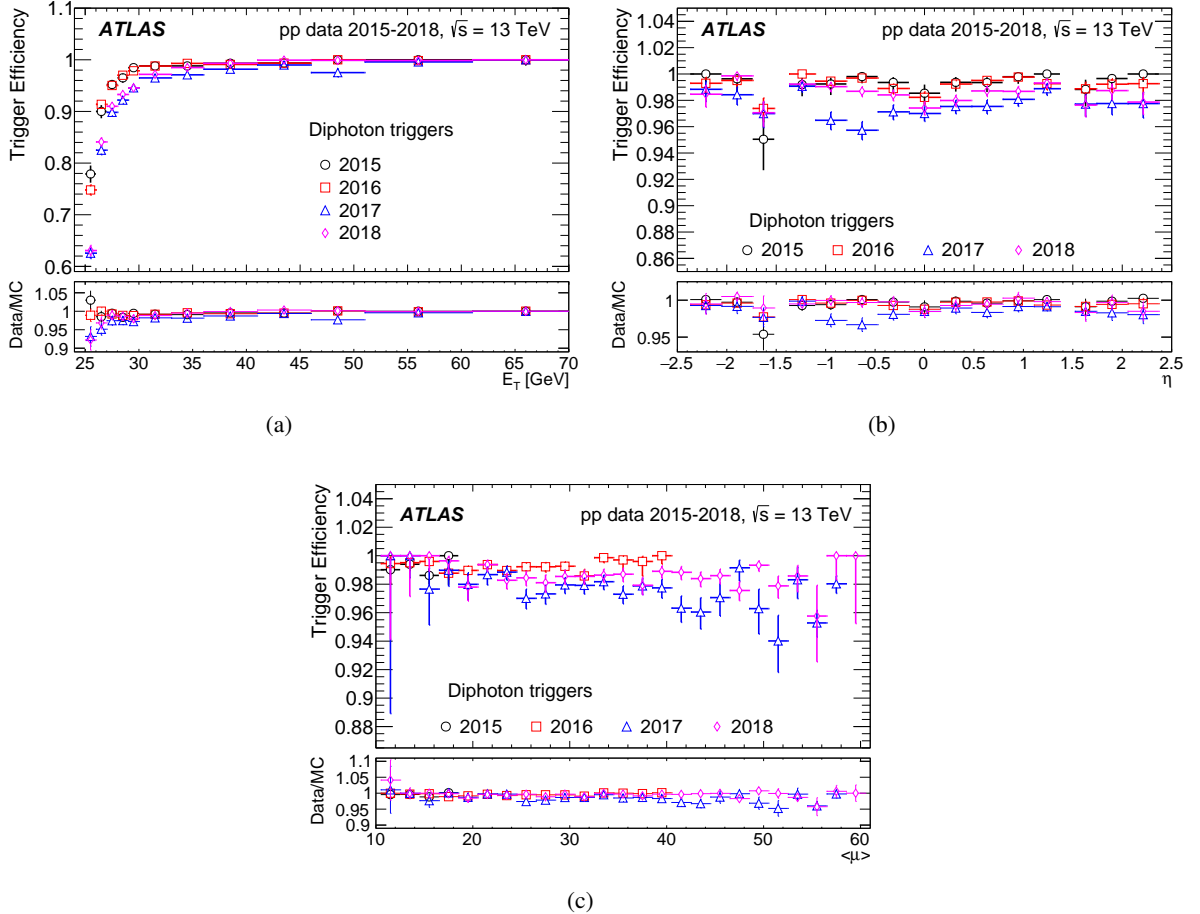 ATLAS pp data 2015-2018, √s = 13 TeV
Trigger Efficiency
1.1
1
0.9
0.8
0.7
0.6
Diphoton triggers
2015
2016
2017
2018
Data/MC
1.05
1
0.95
0.9
25 30 35 40 45 50 55 60 65 70
E_T [GeV]
(a)
ATLAS pp data 2015-2018, √s = 13 TeV
Trigger Efficiency
1.04
1.02
1
0.98
0.96
0.94
0.92
0.9
0.88
0.86
Diphoton triggers
2015 2016 2017 2018
Data/MC
1
0.95
−2.5 −2 −1.5 −1 −0.5 0 0.5 1 1.5 2 2.5
η
(b)
ATLAS pp data 2015-2018, √s = 13 TeV
Trigger Efficiency
1.04
1.02
1
0.98
0.96
0.94
0.92
0.9
0.88
Diphoton triggers
2015 2016 2017 2018
Data/MC
1.1
1.05
1
0.95
0.9
10 20 30 40 50 60
<μ>
(c)